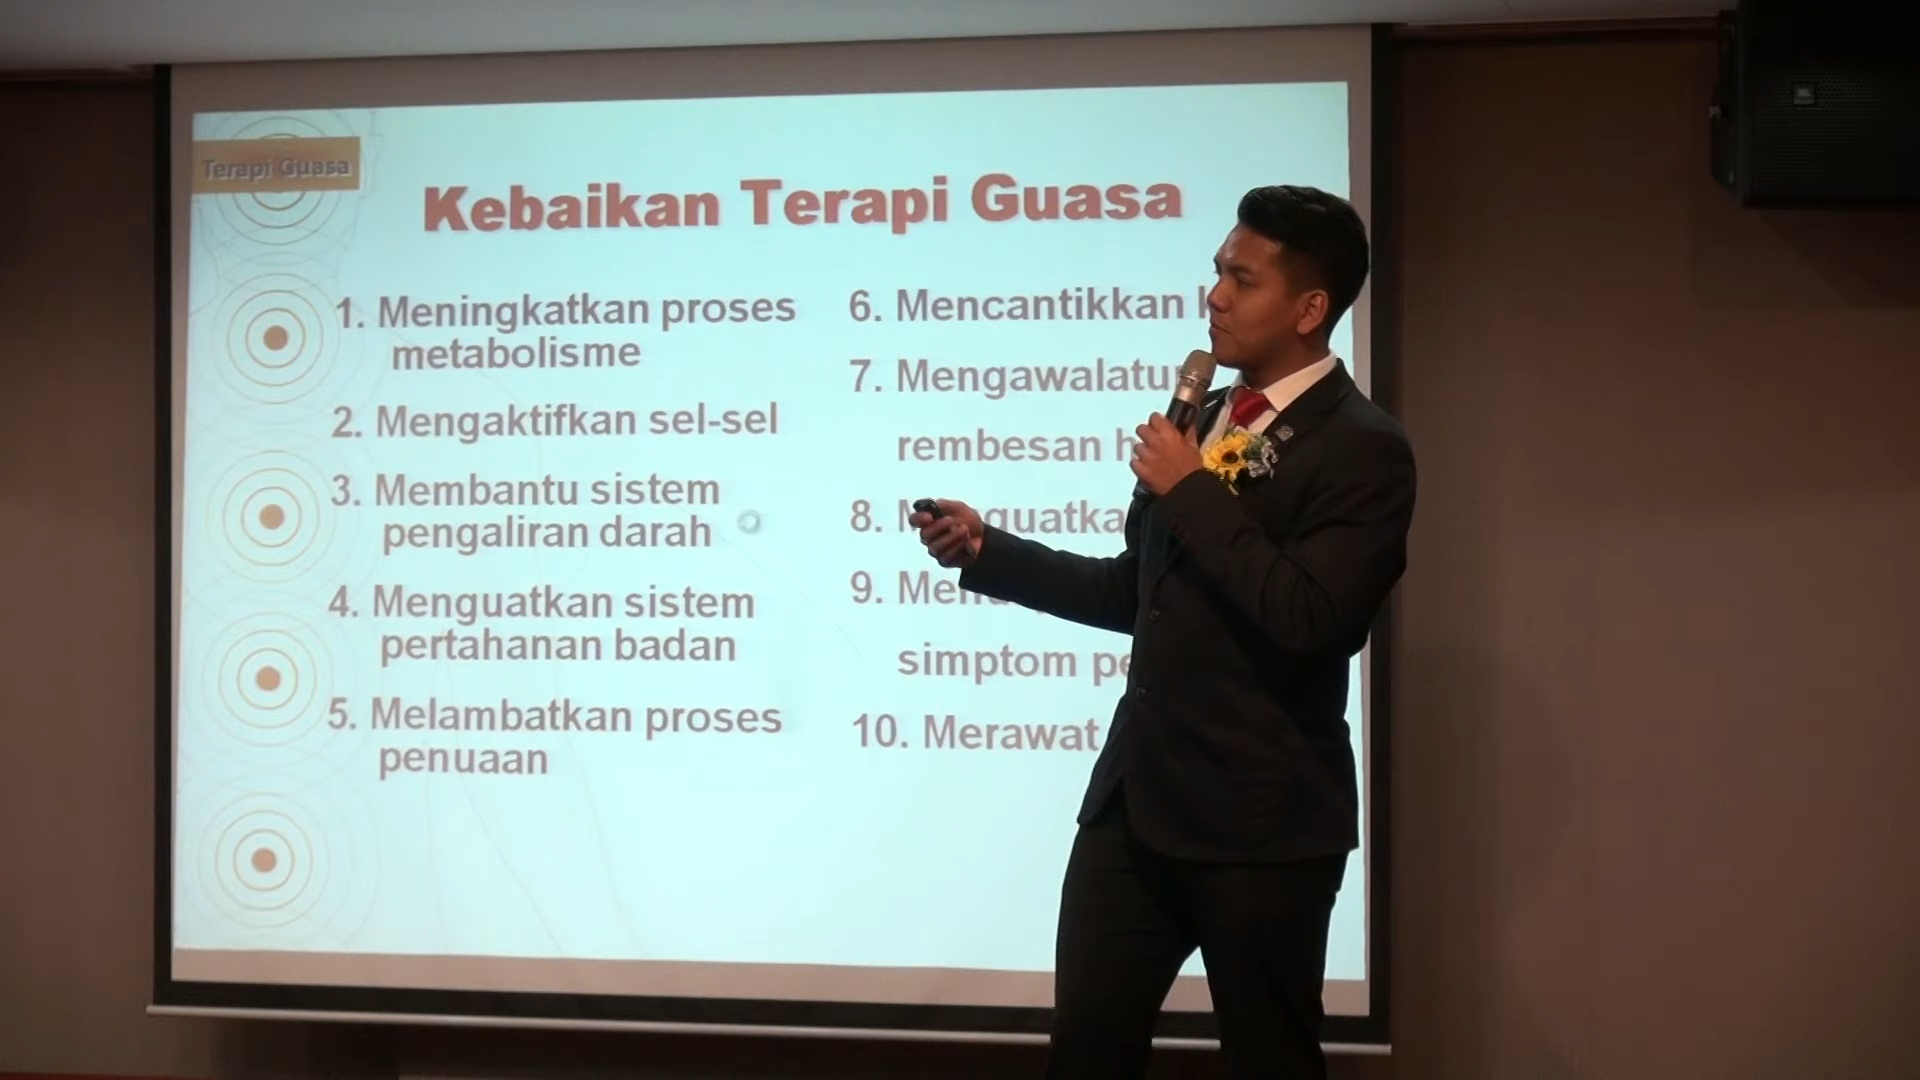 Terapi Guasa
Kebaikan Terapi Guasa
1. Meningkatkan proses
metabolisme
2. Mengaktifkan sel-sel
3. Membantu sistem
pengaliran darah
4. Menguatkan sistem
pertahanan badan
5. Melambatkan proses
penuaan
6. Mencantikkan
7.
rembesan
8.
9.
simptom
10. Merawat